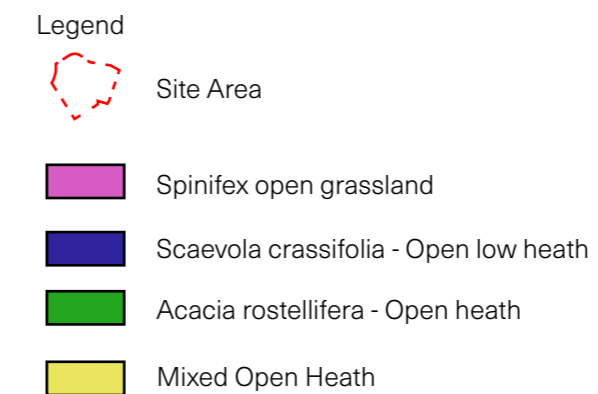 Legend
Site Area
Spinifex open grassland
Scaevola crassifolia - Open low heath
Acacia rostellifera - Open heath
Mixed Open Heath